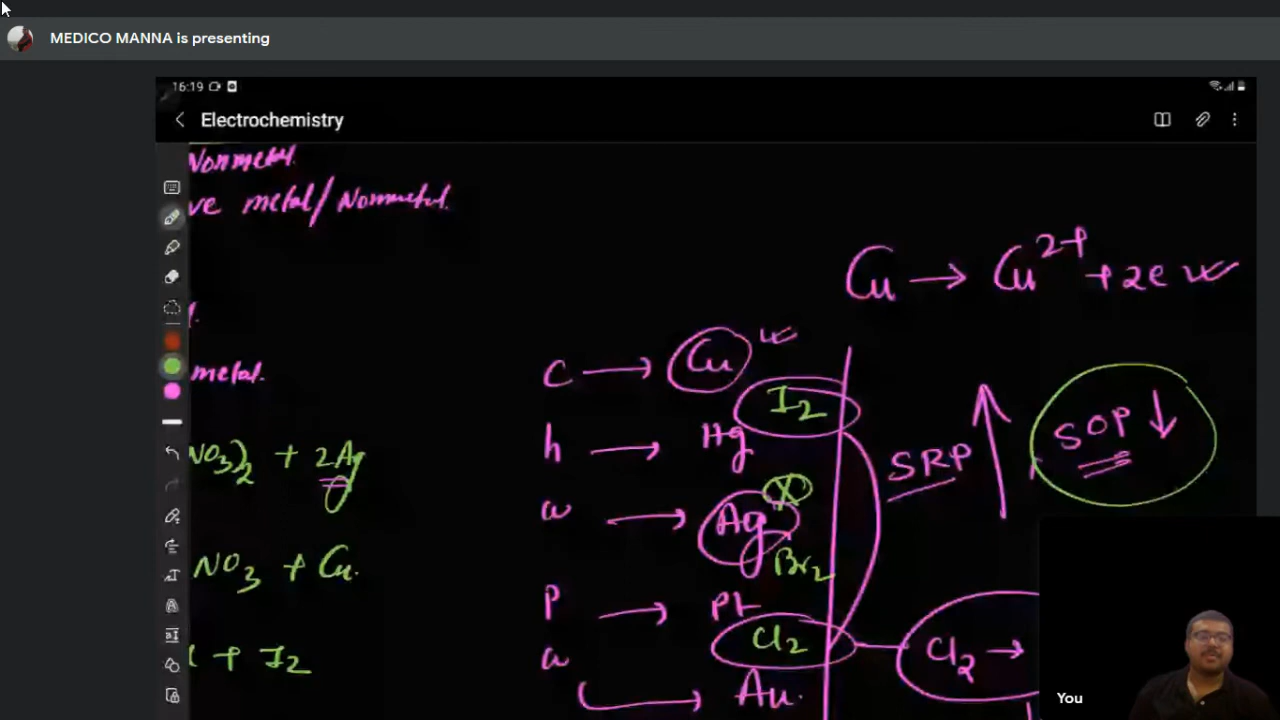 MEDICO MANNA is presenting
16:19
Electrochemistry
Nonmetal.
ve metal/Nonmetal.
Cu → Cu²⁺ + 2e
l.
C → Cu
metal.
I₂
SOP ↓
h → Hg
SRP
NO₃)₂ + 2Ag
a → Ag
Br₂
NO₃ + Cu.
P → Pt
Cl₂
Cl₂ →
+ I₂
a → Au.
You